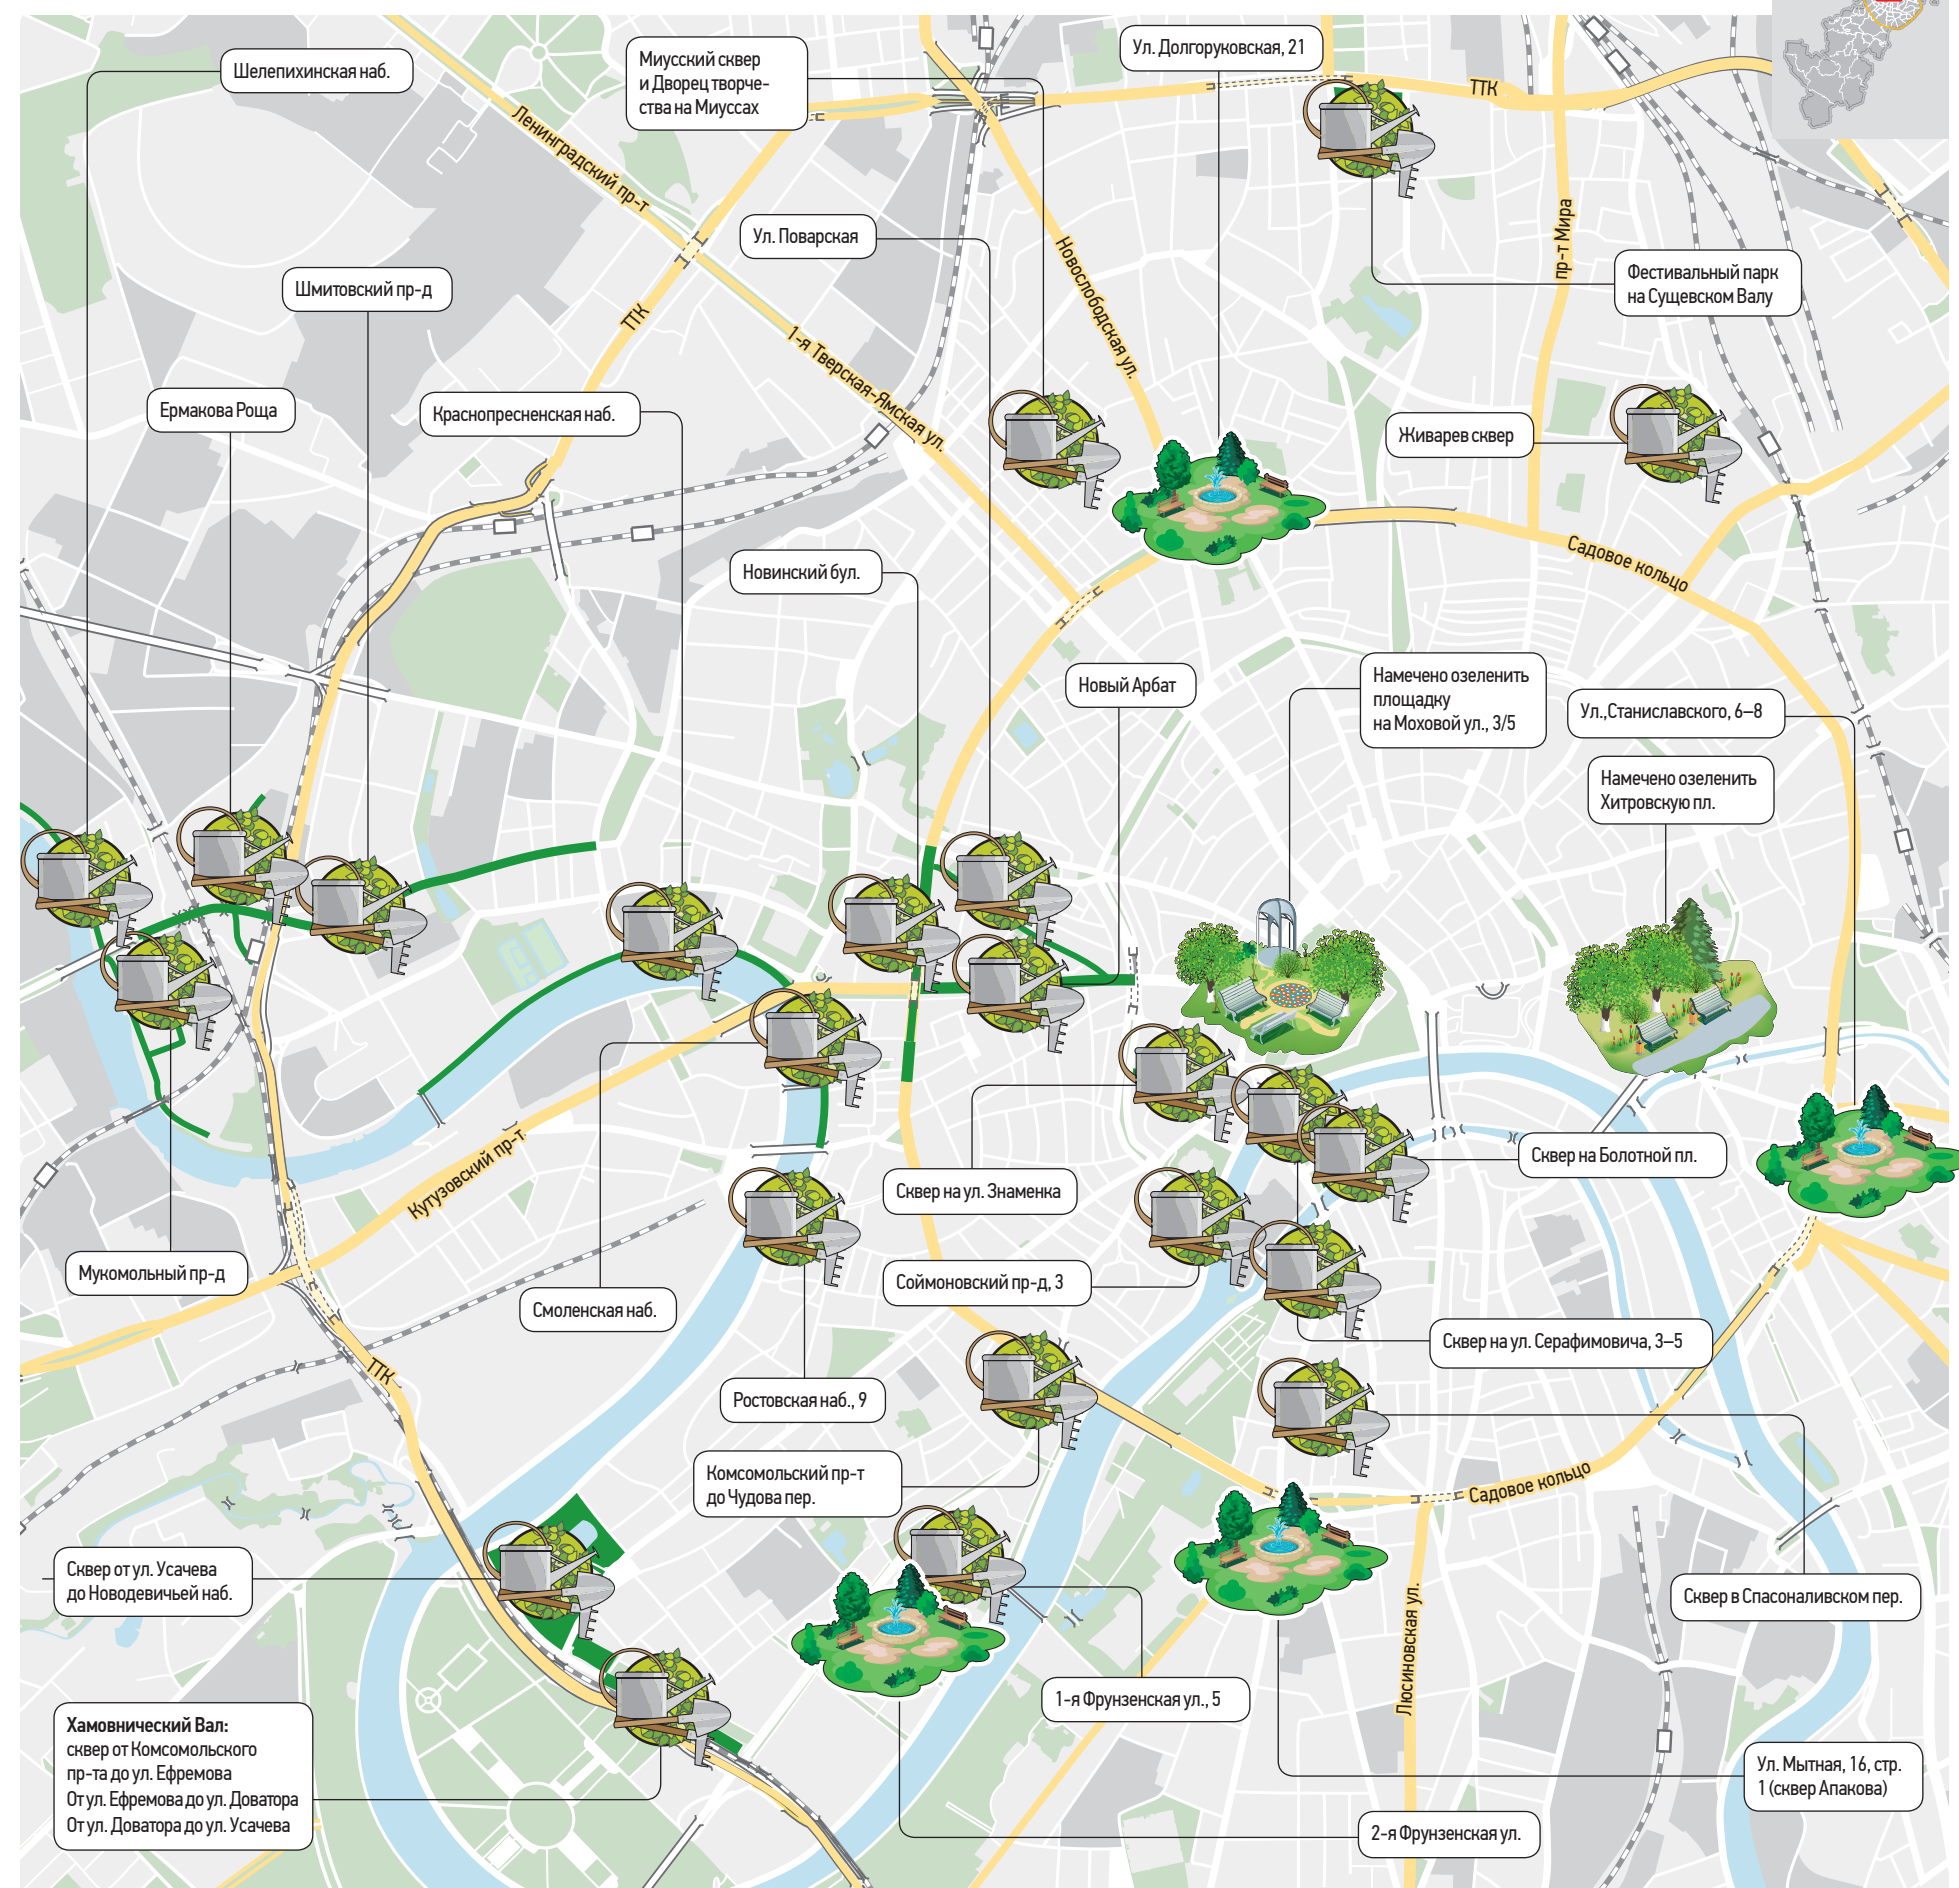 Шелепихинская наб.
Миусский сквер
и Дворец творче-
ства на Миуссах
Ул. Долгоруковская, 21
ТТК
Ленинградский пр-т
Ул. Поварская
Новослободская ул.
пр-т Мира
Фестивальный парк
на Сущевском Валу
Шмитовский пр-д
ТТК
1-я Тверская-Ямская ул.
Ермакова Роща
Краснопресненская наб.
Живарев сквер
Новинский бул.
Садовое кольцо
Новый Арбат
Намечено озеленить
площадку
на Моховой ул., 3/5
Ул.,Станиславского, 6–8
Намечено озеленить
Хитровскую пл.
Кутузовский пр-т
Сквер на Болотной пл.
Сквер на ул. Знаменка
Мукомольный пр-д
Соймоновский пр-д, 3
Смоленская наб.
Сквер на ул. Серафимовича, 3–5
ТТК
Ростовская наб., 9
Комсомольский пр-т
до Чудова пер.
Садовое кольцо
Сквер от ул. Усачева
до Новодевичьей наб.
Сквер в Спасоналивском пер.
Люсиновская ул.
1-я Фрунзенская ул., 5
Хамовнический Вал:
сквер от Комсомольского
пр-та до ул. Ефремова
От ул. Ефремова до ул. Доватора
От ул. Доватора до ул. Усачева
Ул. Мытная, 16, стр.
1 (сквер Апакова)
2-я Фрунзенская ул.